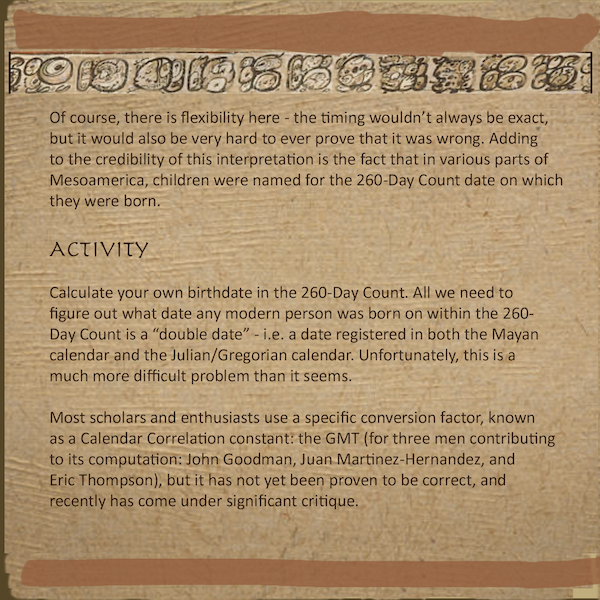 Of course, there is flexibility here - the timing wouldn't always be exact,
but it would also be very hard to ever prove that it was wrong. Adding
to the credibility of this interpretation is the fact that in various parts of
Mesoamerica, children were named for the 260-Day Count date on which
they were born.
ACTIVITY
Calculate your own birthdate in the 260-Day Count. All we need to
figure out what date any modern person was born on within the 260-
Day Count is a “double date” - i.e. a date registered in both the Mayan
calendar and the Julian/Gregorian calendar. Unfortunately, this is a
much more difficult problem than it seems.
Most scholars and enthusiasts use a specific conversion factor, known
as a Calendar Correlation constant: the GMT (for three men contributing
to its computation: John Goodman, Juan Martinez-Hernandez, and
Eric Thompson), but it has not yet been proven to be correct, and
recently has come under significant critique.